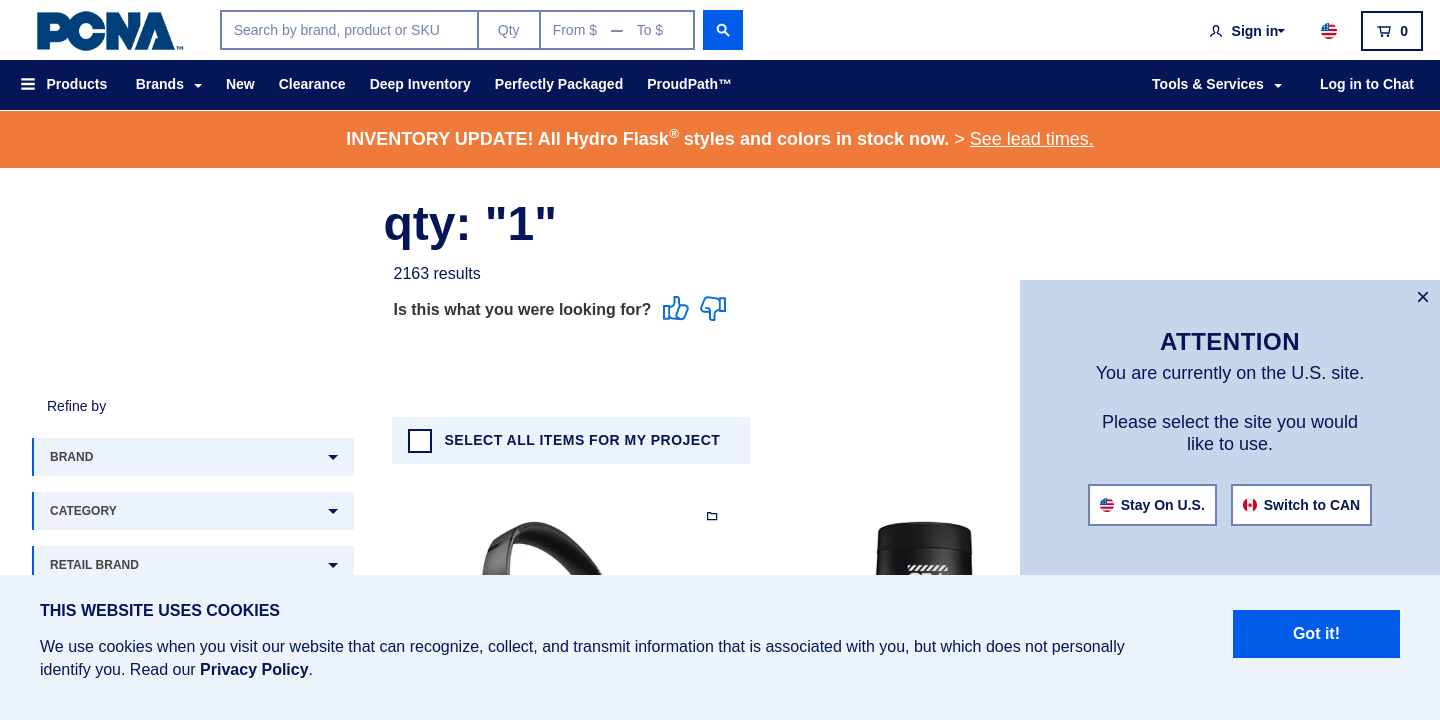 PCNA™
Search by brand, product or SKU
Qty
From $ — To $
Sign in
0
Products
Brands
New
Clearance
Deep Inventory
Perfectly Packaged
ProudPath™
Tools & Services
Log in to Chat
INVENTORY UPDATE! All Hydro Flask® styles and colors in stock now. > See lead times.
qty: "1"
2163 results
Is this what you were looking for?
×
ATTENTION
You are currently on the U.S. site.
Please select the site you would
like to use.
Stay On U.S.
Switch to CAN
Refine by
BRAND
CATEGORY
RETAIL BRAND
SELECT ALL ITEMS FOR MY PROJECT
THIS WEBSITE USES COOKIES
We use cookies when you visit our website that can recognize, collect, and transmit information that is associated with you, but which does not personally
identify you. Read our Privacy Policy.
Got it!